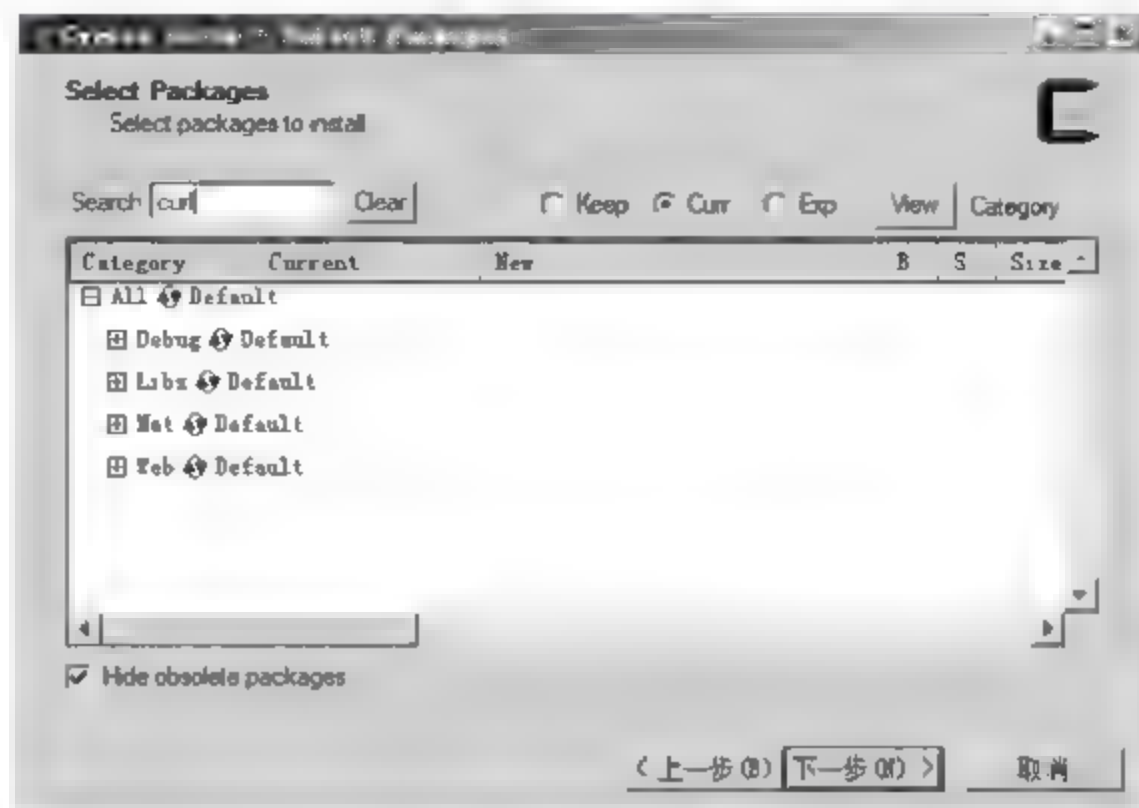 Select Packages
Select packages to install
Search curl Clear Keep Curr Exp View Category
Category Current New B S Size
All Default
Debug Default
Libs Default
Net Default
Web Default
Hide obsolete packages
< 上一步(B) 下一步(N) > 取消